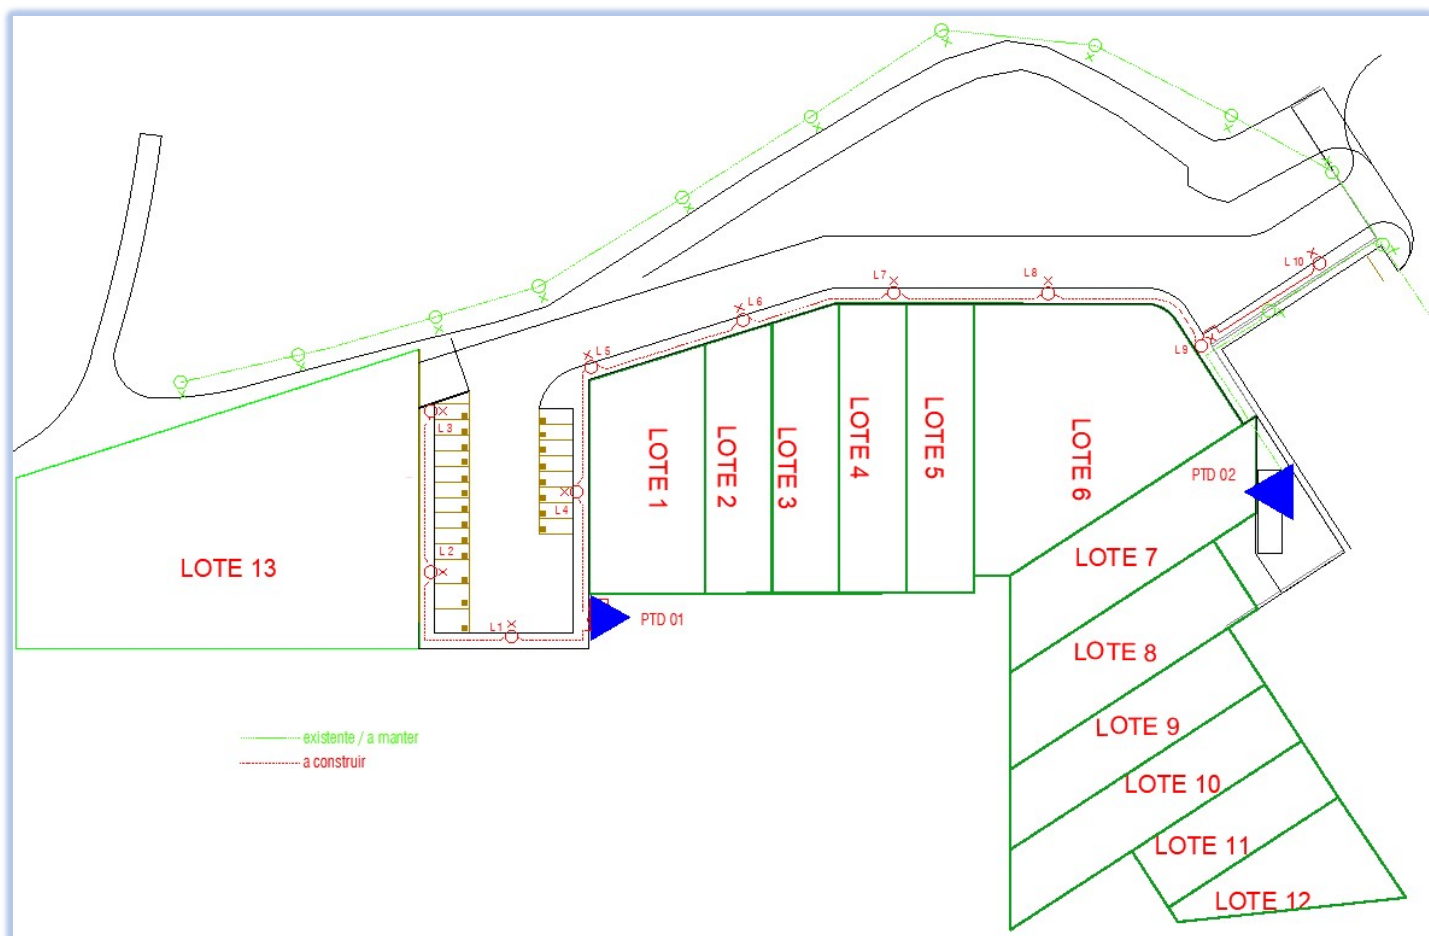 L7
L8
L 10
L6
L9
L5
L3
L4
L2
L1
LOTE 1
LOTE 2
LOTE 3
LOTE 4
LOTE 5
LOTE 6
PTD 02
LOTE 7
LOTE 13
PTD 01
LOTE 8
LOTE 9
LOTE 10
LOTE 11
LOTE 12
existente / a manter
a construir